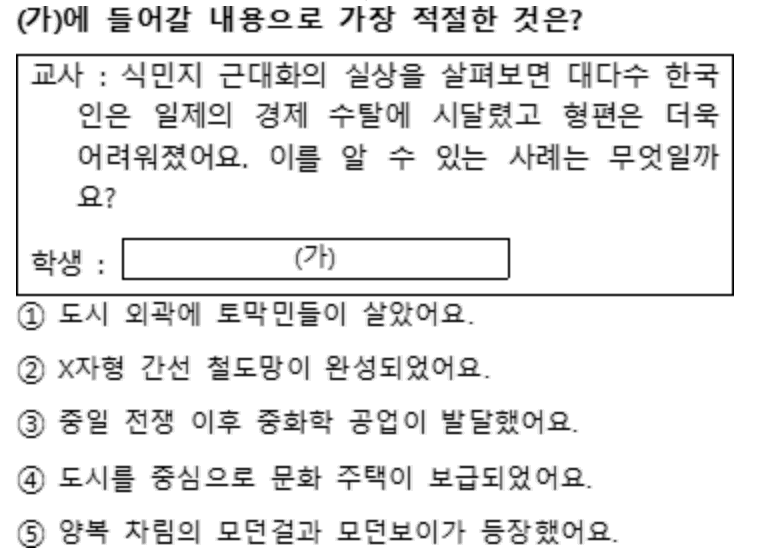 (가)에 들어갈 내용으로 가장 적절한 것은?
교사 : 식민지 근대화의 실상을 살펴보면 대다수 한국
인은 일제의 경제 수탈에 시달렸고 형편은 더욱
어려워졌어요. 이를 알 수 있는 사례는 무엇일까
요?
학생 : (가)
① 도시 외곽에 토막민들이 살았어요.
② X자형 간선 철도망이 완성되었어요.
③ 중일 전쟁 이후 중화학 공업이 발달했어요.
④ 도시를 중심으로 문화 주택이 보급되었어요.
⑤ 양복 차림의 모던걸과 모던보이가 등장했어요.